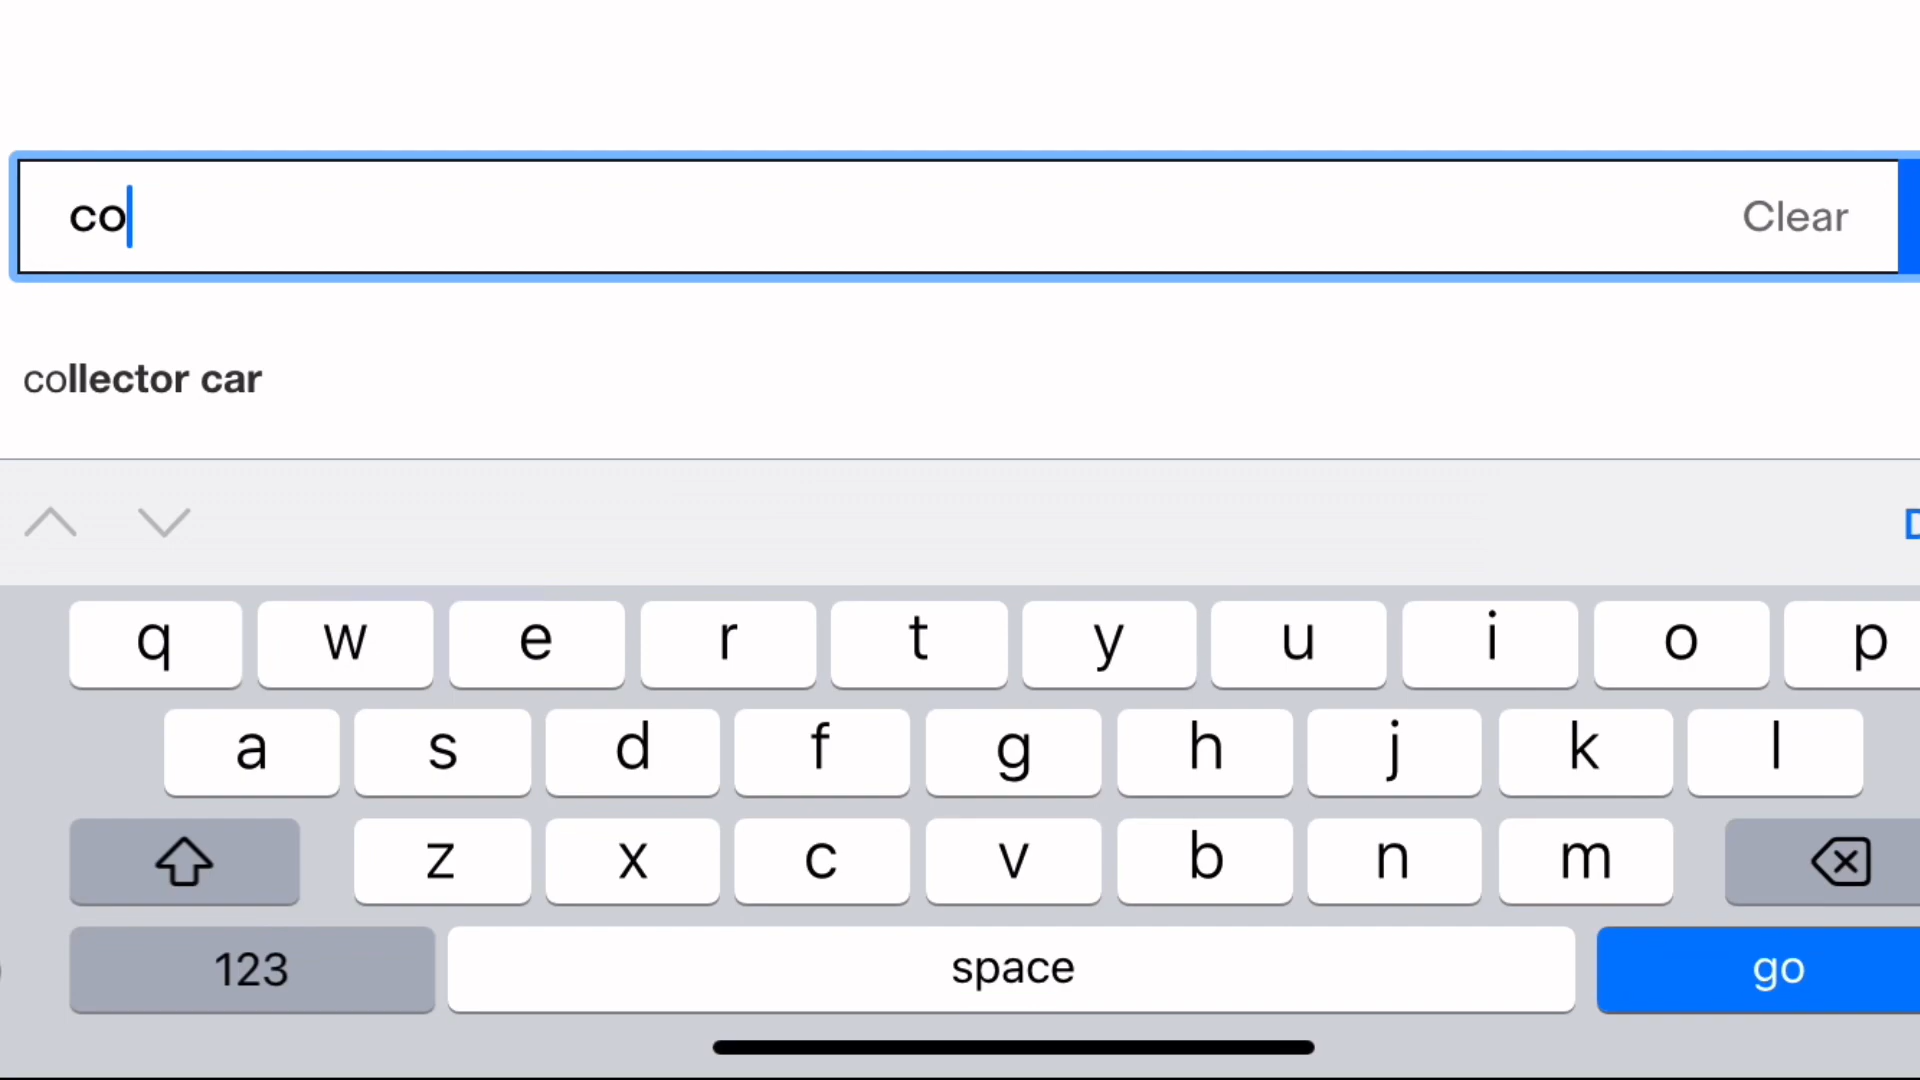 co
Clear
collector car
q w e r t y u i o p
a s d f g h j k l
z x c v b n m
123 space go